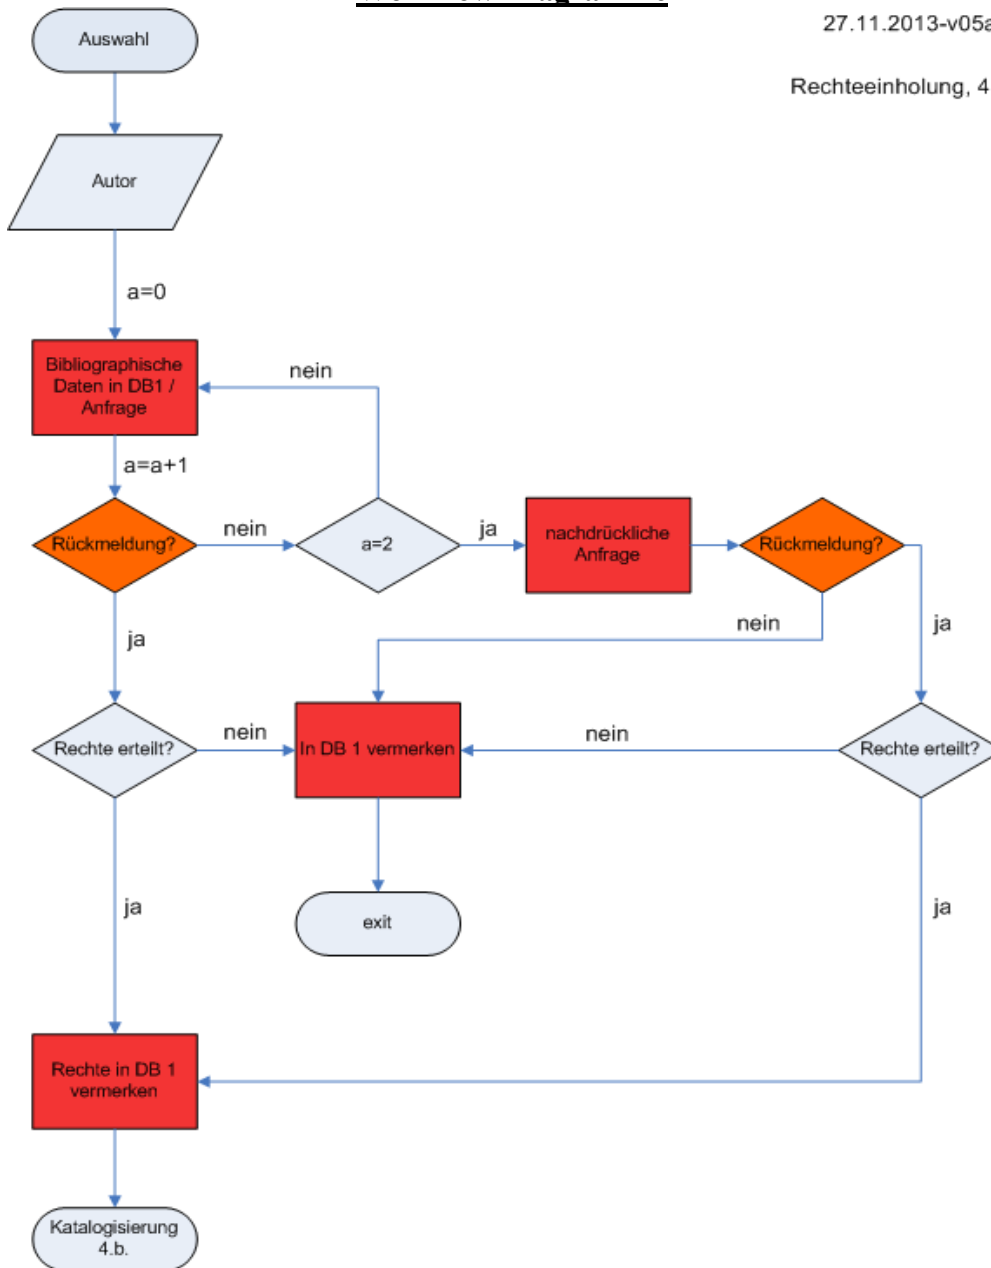 27.11.2013-v05a
Rechteeinholung, 4
Auswahl
Autor
a=0
Bibliographische
Daten in DB1 /
Anfrage
nein
a=a+1
Rückmeldung?
nein
a=2
ja
nachdrückliche
Anfrage
Rückmeldung?
ja
nein
ja
Rechte erteilt?
nein
In DB 1 vermerken
nein
Rechte erteilt?
ja
exit
ja
Rechte in DB 1
vermerken
Katalogisierung
4.b.